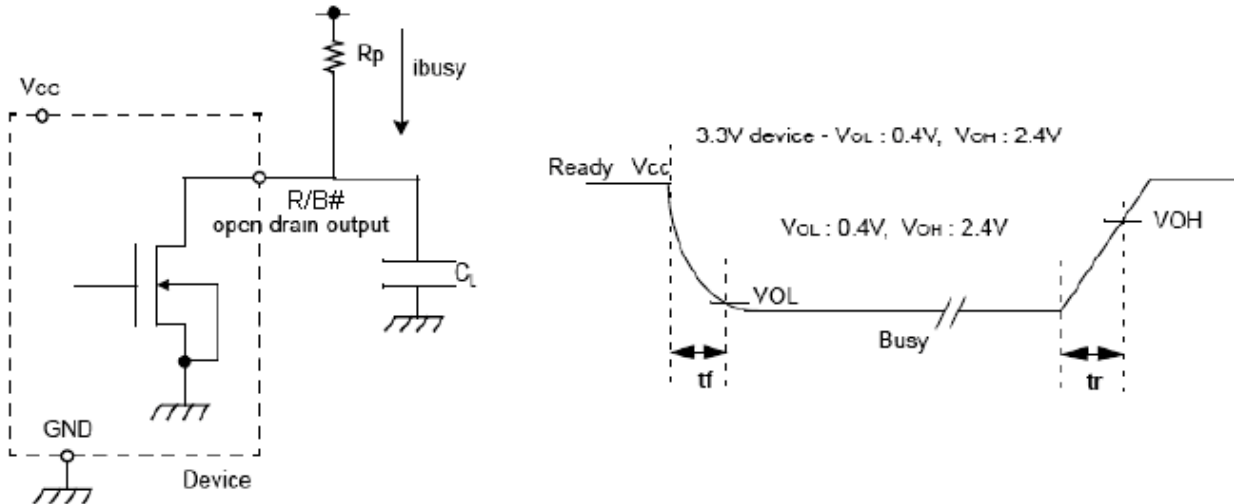 Rp
ibusy
Vcc
R/B#
open drain output
CL
GND
Device
3.3V device - VOL : 0.4V, VOH : 2.4V
Ready Vcc
VOL : 0.4V, VOH : 2.4V
VOH
VOL
Busy
tf
tr